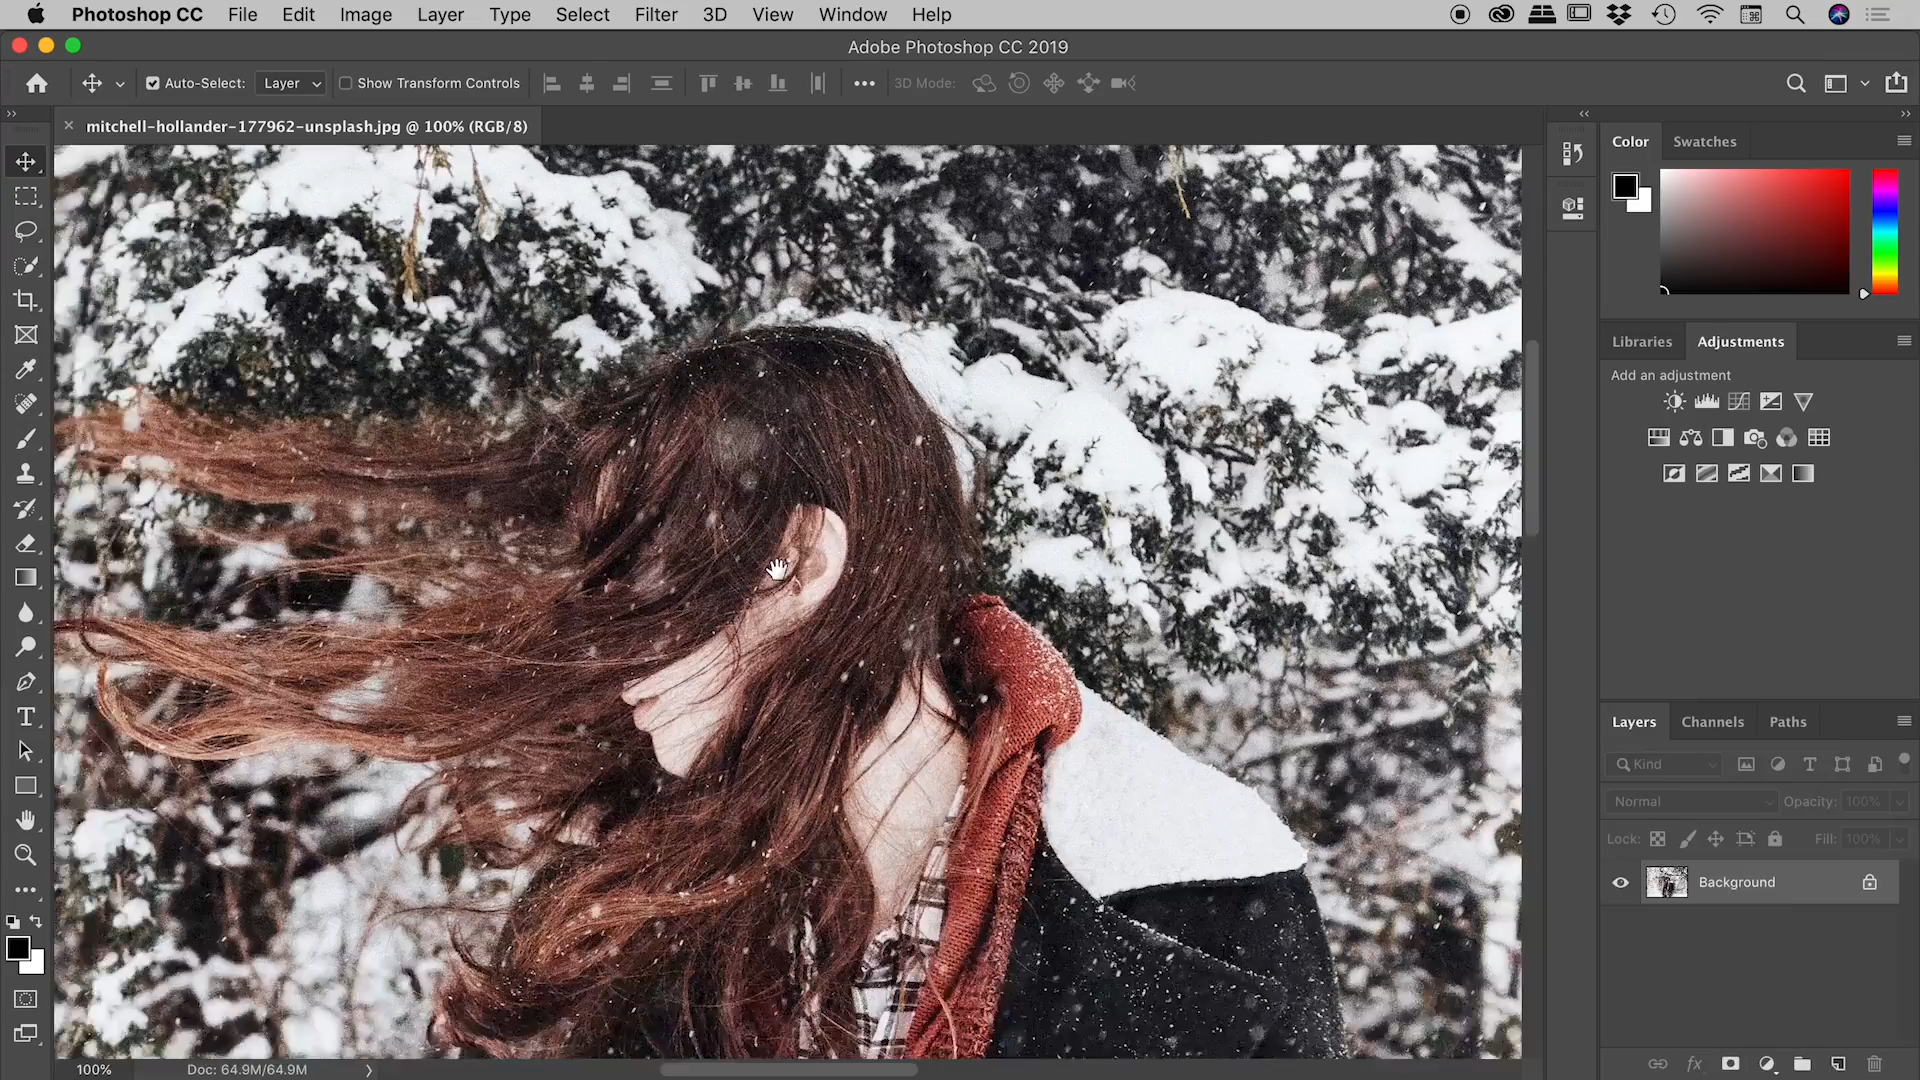 Photoshop CC File Edit Image Layer Type Select Filter 3D View Window Help
Adobe Photoshop CC 2019
Auto-Select: Layer Show Transform Controls 3D Mode:
mitchell-hollander-177962-unsplash.jpg @ 100% (RGB/8)
Color Swatches
Libraries Adjustments
Add an adjustment
Layers Channels Paths
Kind
Normal Opacity: 100%
Lock: Fill: 100%
Background
100% Doc: 64.9M/64.9M